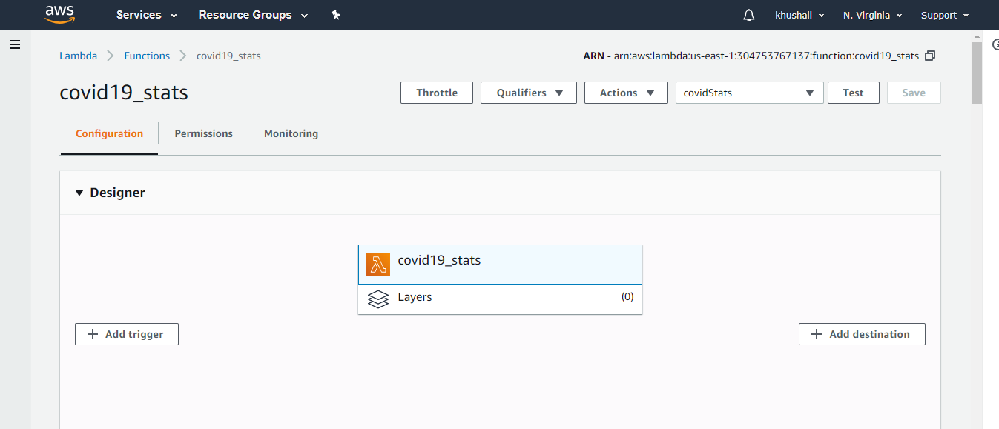 aws Services Resource Groups khushali N. Virginia Support
Lambda Functions covid19_stats ARN - arn:aws:lambda:us-east-1:304753767137:function:covid19_stats
covid19_stats Throttle Qualifiers Actions covidStats Test Save
Configuration Permissions Monitoring
Designer
covid19_stats
Layers (0)
Add trigger Add destination